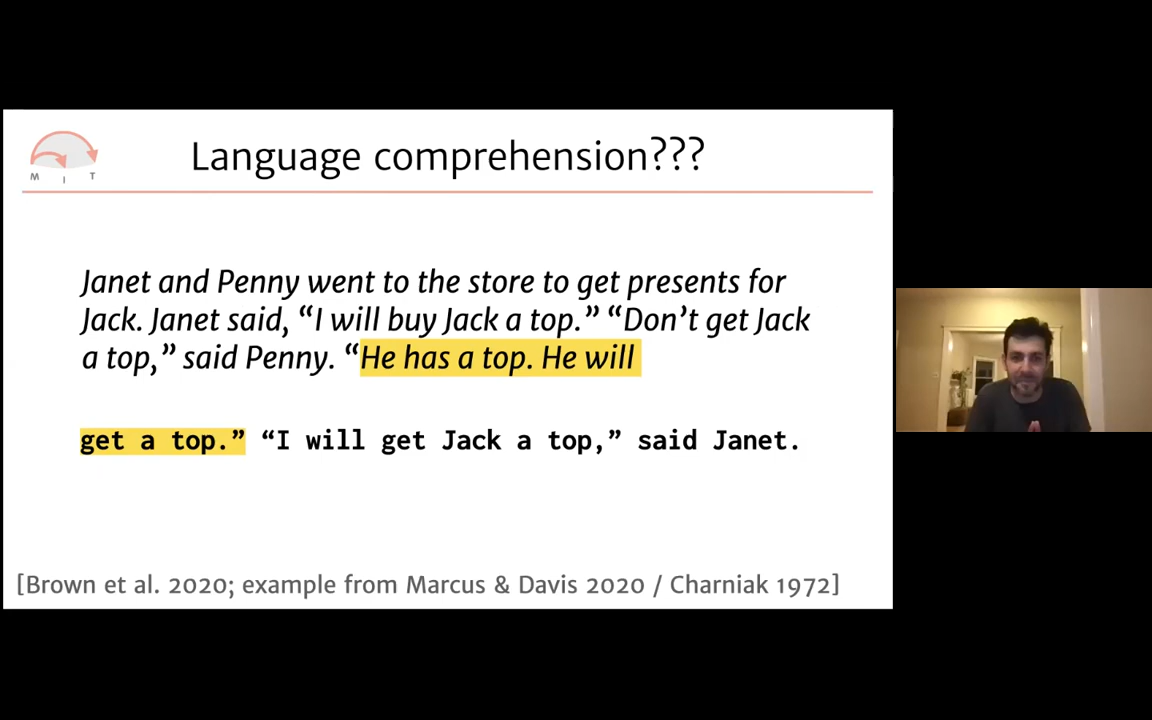 M I T
Language comprehension???
Janet and Penny went to the store to get presents for
Jack. Janet said, “I will buy Jack a top.” “Don’t get Jack
a top,” said Penny. “He has a top. He will
get a top.” “I will get Jack a top,” said Janet.
[Brown et al. 2020; example from Marcus & Davis 2020 / Charniak 1972]